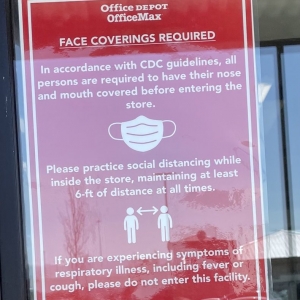 Office DEPOT
OfficeMax
FACE COVERINGS REQUIRED
In accordance with CDC guidelines, all
persons are required to have their nose
and mouth covered before entering the
store.
Please practice social distancing while
inside the store, maintaining at least
6-ft of distance at all times.
If you are experiencing symptoms of
respiratory illness, including fever or
cough, please do not enter this facility.